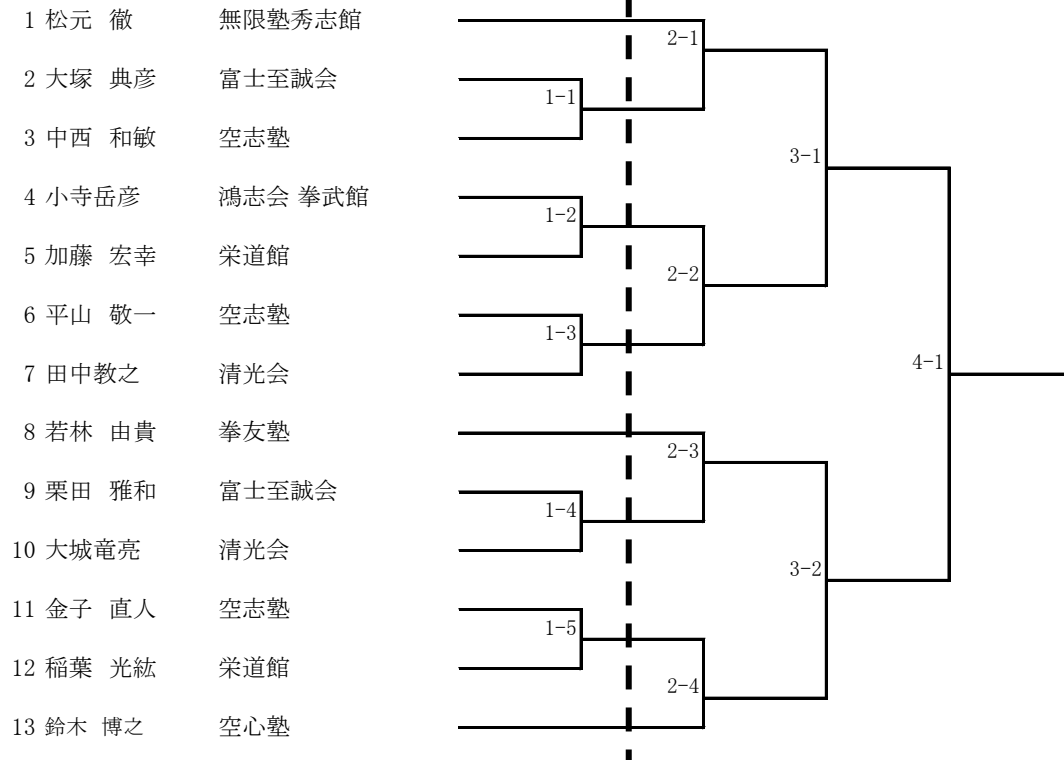 1 松元 徹 無限塾秀志館
2-1
2 大塚 典彦 富士至誠会
1-1
3 中西 和敏 空志塾
3-1
4 小寺岳彦 鴻志会 拳武館
1-2
5 加藤 宏幸 栄道館
2-2
6 平山 敬一 空志塾
1-3
7 田中教之 清光会
4-1
8 若林 由貴 拳友塾
2-3
9 栗田 雅和 富士至誠会
1-4
10 大城竜亮 清光会
3-2
11 金子 直人 空志塾
1-5
12 稲葉 光紘 栄道館
2-4
13 鈴木 博之 空心塾